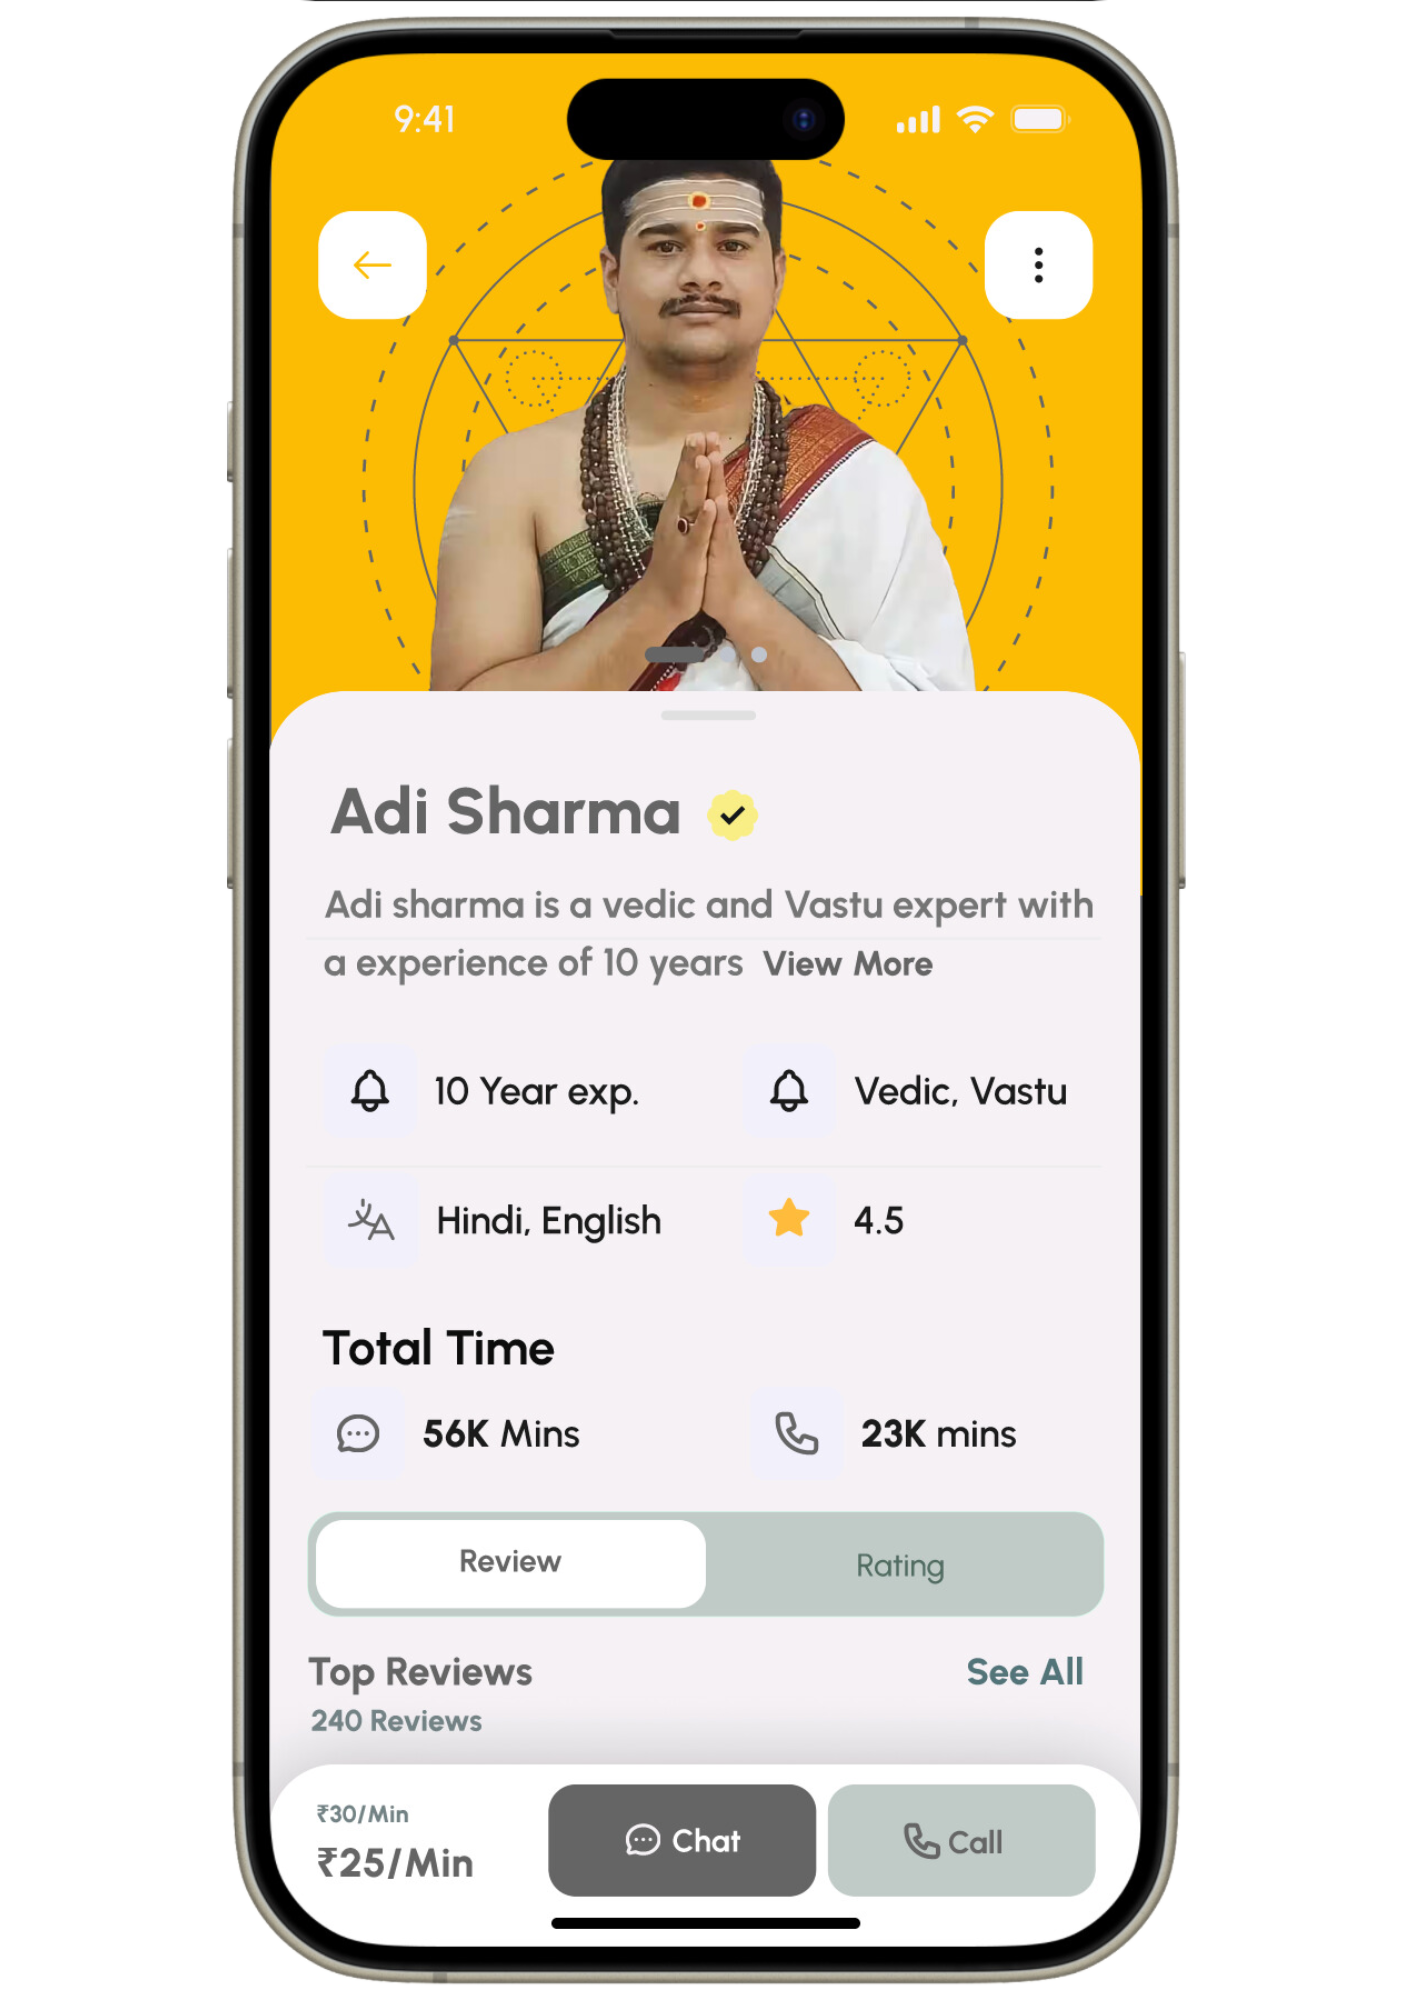 9:41
Adi Sharma
Adi sharma is a vedic and Vastu expert with
a experience of 10 years View More
10 Year exp.
Vedic, Vastu
Hindi, English
4.5
Total Time
56K Mins
23K mins
Review
Rating
Top Reviews
See All
240 Reviews
₹30/Min
₹25/Min
Chat
Call